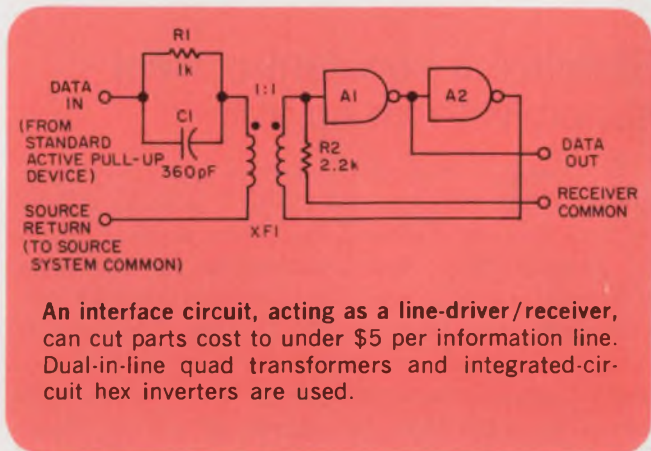 R1
1k
1:1
DATA
IN
C1
360pF
A1
A2
(FROM
STANDARD
ACTIVE PULL-UP
DEVICE)
R2
2.2k
DATA
OUT
SOURCE
RETURN
(TO SOURCE
SYSTEM COMMON)
XF1
RECEIVER
COMMON
An interface circuit, acting as a line-driver/receiver,
can cut parts cost to under $5 per information line.
Dual-in-line quad transformers and integrated-cir-
cuit hex inverters are used.